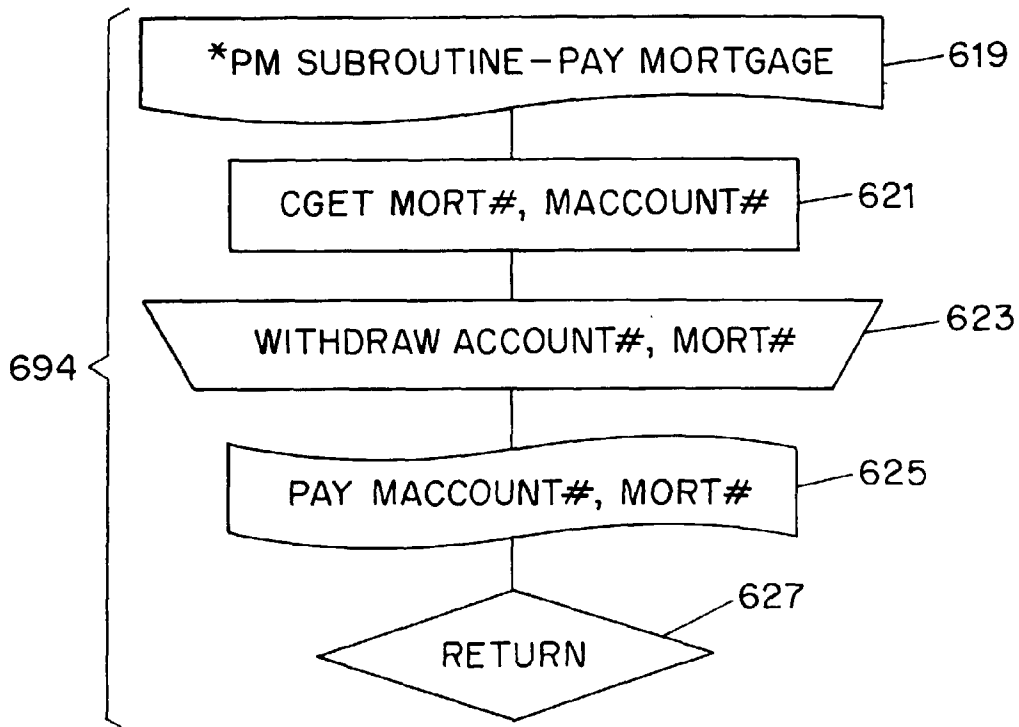 *PM SUBROUTINE-PAY MORTGAGE
619
CGET MORT#, MACCOUNT#
621
WITHDRAW ACCOUNT#, MORT#
623
694
PAY MACCOUNT#, MORT#
625
RETURN
627